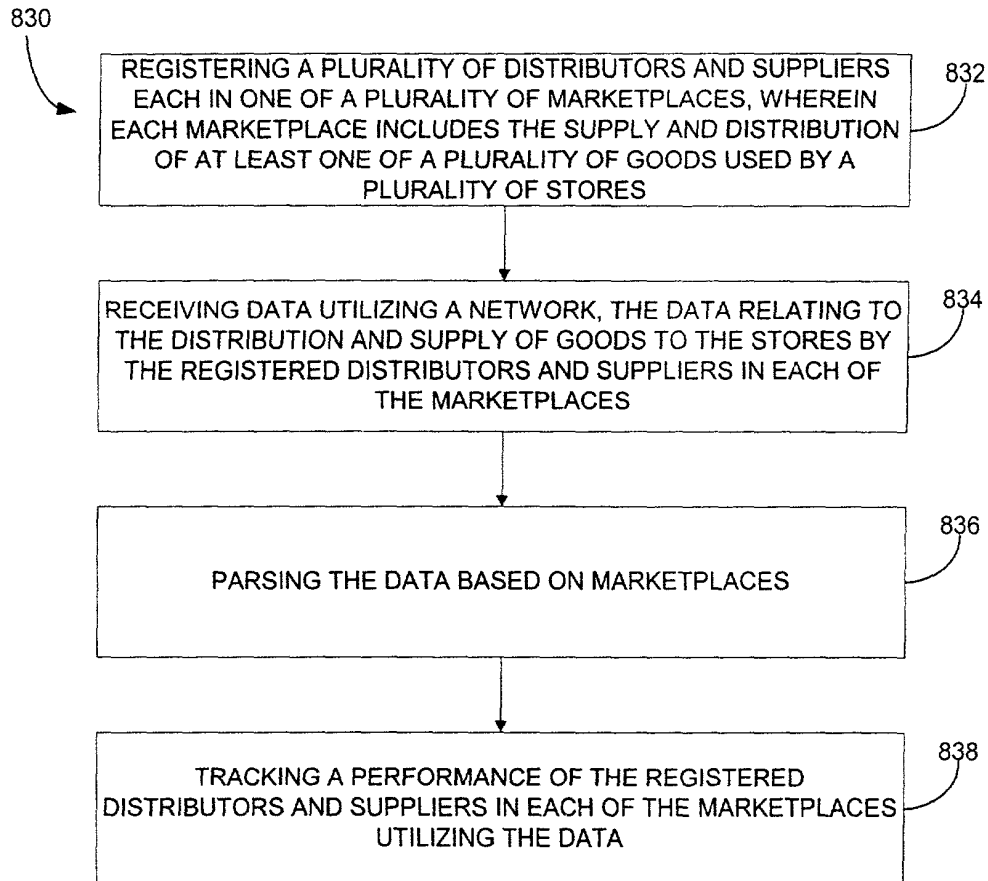 830
REGISTERING A PLURALITY OF DISTRIBUTORS AND SUPPLIERS
EACH IN ONE OF A PLURALITY OF MARKETPLACES, WHEREIN
EACH MARKETPLACE INCLUDES THE SUPPLY AND DISTRIBUTION
OF AT LEAST ONE OF A PLURALITY OF GOODS USED BY A
PLURALITY OF STORES
832
RECEIVING DATA UTILIZING A NETWORK, THE DATA RELATING TO
THE DISTRIBUTION AND SUPPLY OF GOODS TO THE STORES BY
THE REGISTERED DISTRIBUTORS AND SUPPLIERS IN EACH OF
THE MARKETPLACES
834
PARSING THE DATA BASED ON MARKETPLACES
836
TRACKING A PERFORMANCE OF THE REGISTERED
DISTRIBUTORS AND SUPPLIERS IN EACH OF THE MARKETPLACES
UTILIZING THE DATA
838